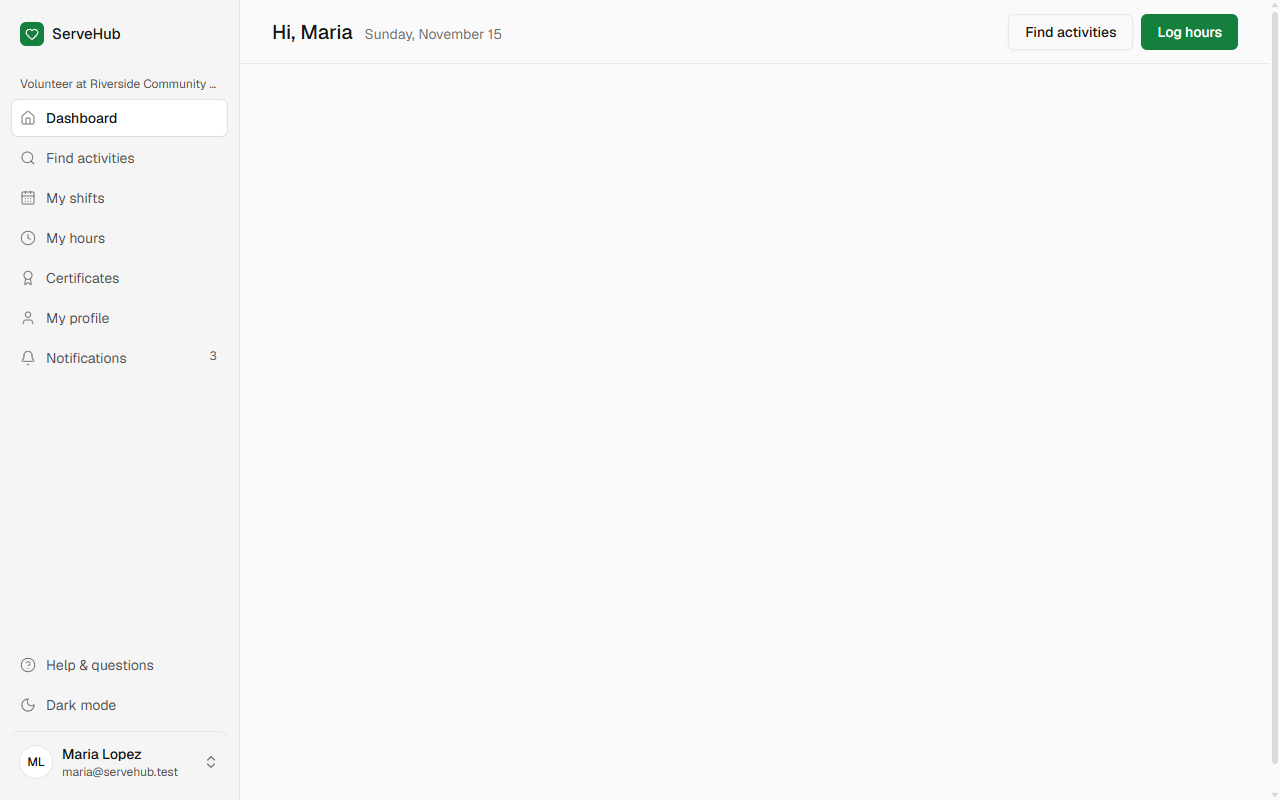 ServeHub
Volunteer at Riverside Community …
Dashboard
Find activities
My shifts
My hours
Certificates
My profile
Notifications 3
Help & questions
Dark mode
ML
Maria Lopez
maria@servehub.test
Hi, Maria Sunday, November 15
Find activities
Log hours